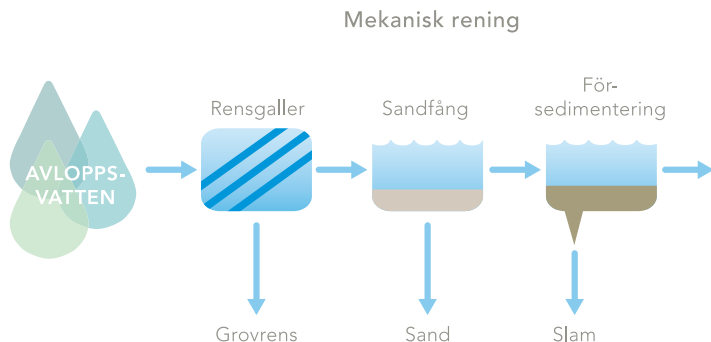 Mekanisk rening
AVLOPPS-
VATTEN
Rensgaller
Sandfång
För-
sedimentering
Grovrens
Sand
Slam